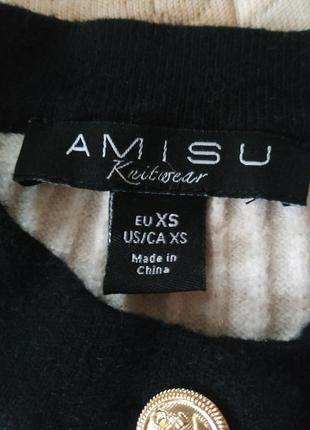 AMISU
Knitwear
EU XS
US/CA XS
Made in
China